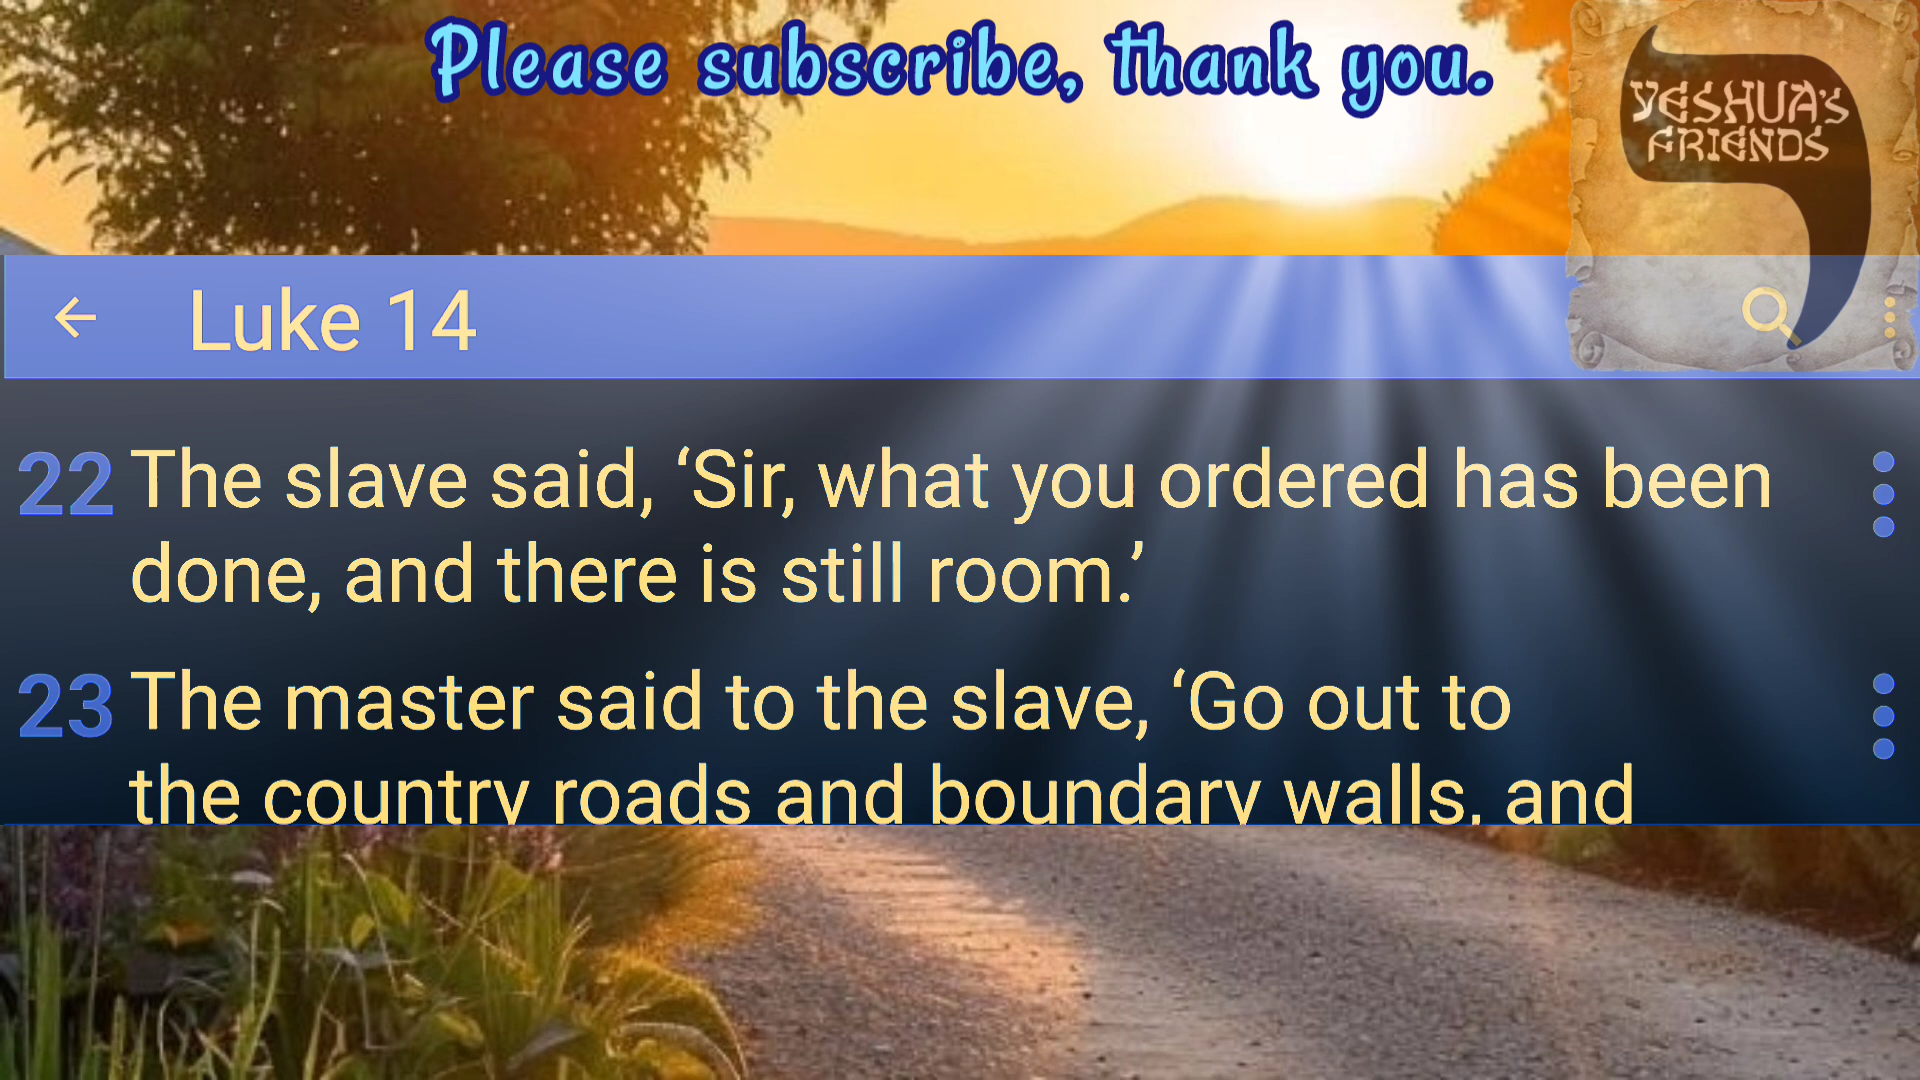 Please subscribe, thank you.
YESHUA'S
FRIENDS
Luke 14
22 The slave said, ‘Sir, what you ordered has been
done, and there is still room.’
23 The master said to the slave, ‘Go out to
the country roads and boundary walls, and